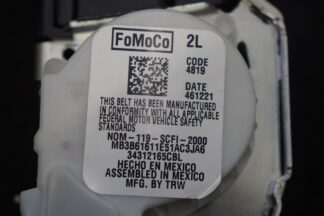 FoMoCo 2L
CODE
4819
DATE
461221
THIS BELT HAS BEEN MANUFACTURED
IN CONFORMITY WITH ALL APPLICABLE
FEDERAL MOTOR VEHICLE SAFETY
STANDARDS
NOM-119-SCFI-2000
MB3B61611E51AC3JA6
34312165CBL
HECHO EN MEXICO
ASSEMBLED IN MEXICO
MFG. BY TRW